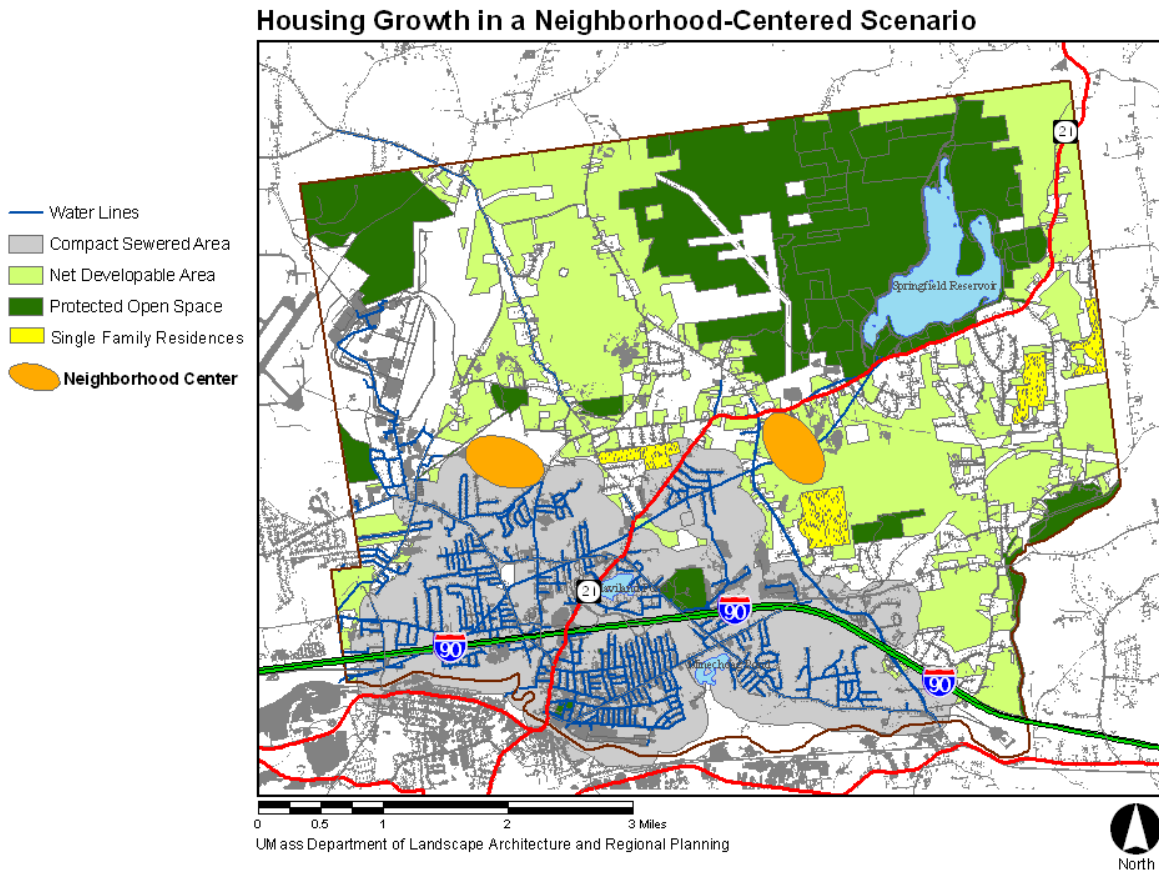 Housing Growth in a Neighborhood-Centered Scenario
Water Lines
Compact Sewered Area
Net Developable Area
Protected Open Space
Single Family Residences
Neighborhood Center
21
Springfield Reservoir
21
90
90
90
0 0.5 1 2 3 Miles
UMass Department of Landscape Architecture and Regional Planning
North